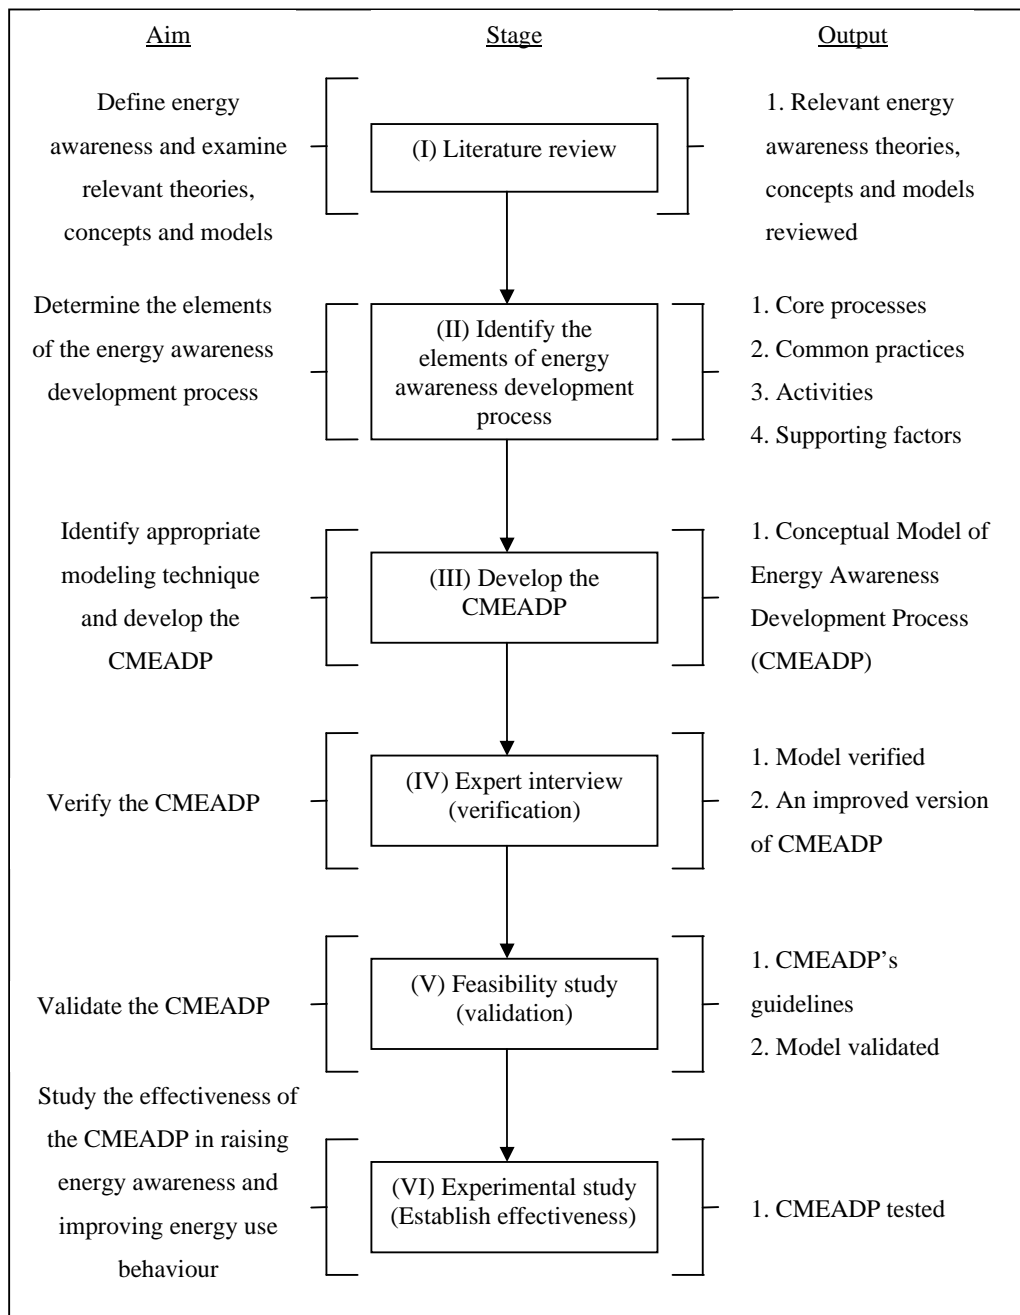 Aim
Stage
Output
Define energy
awareness and examine
relevant theories,
concepts and models
(I) Literature review
1. Relevant energy
awareness theories,
concepts and models
reviewed
Determine the elements
of the energy awareness
development process
(II) Identify the
elements of energy
awareness development
process
1. Core processes
2. Common practices
3. Activities
4. Supporting factors
Identify appropriate
modeling technique
and develop the
CMEADP
(III) Develop the
CMEADP
1. Conceptual Model of
Energy Awareness
Development Process
(CMEADP)
Verify the CMEADP
(IV) Expert interview
(verification)
1. Model verified
2. An improved version
of CMEADP
Validate the CMEADP
(V) Feasibility study
(validation)
1. CMEADP’s
guidelines
2. Model validated
Study the effectiveness of
the CMEADP in raising
energy awareness and
improving energy use
behaviour
(VI) Experimental study
(Establish effectiveness)
1. CMEADP tested